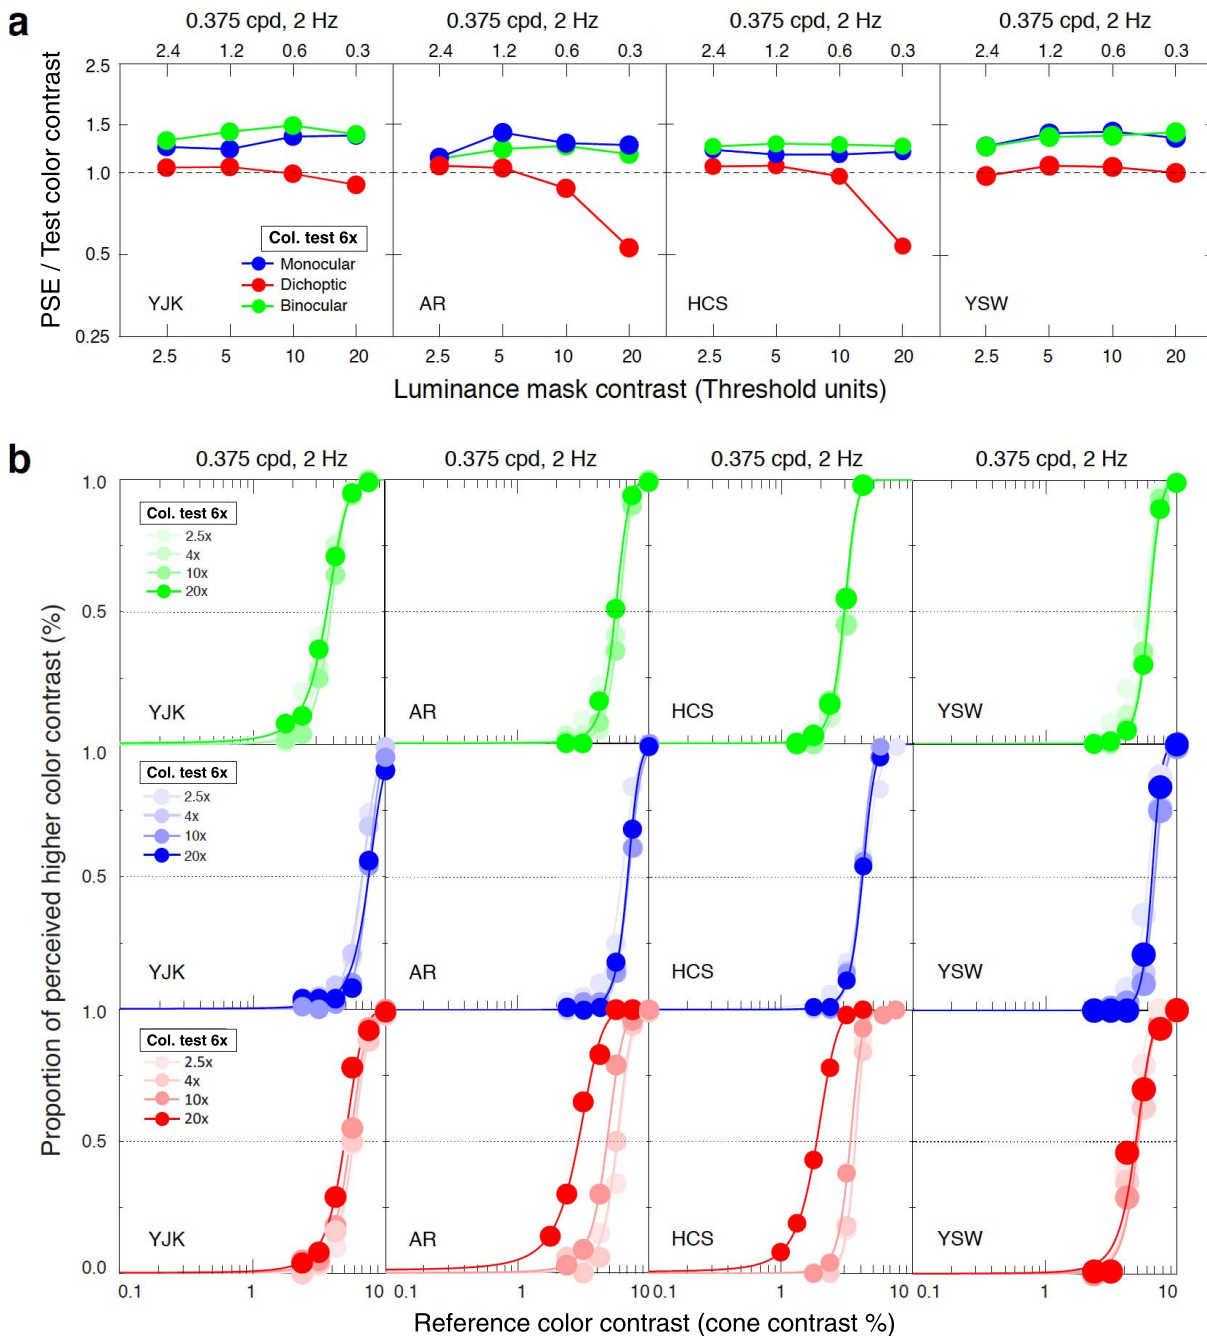 a
0.375 cpd, 2 Hz 0.375 cpd, 2 Hz 0.375 cpd, 2 Hz 0.375 cpd, 2 Hz
2.4 1.2 0.6 0.3 2.4 1.2 0.6 0.3 2.4 1.2 0.6 0.3 2.4 1.2 0.6 0.3
PSE / Test color contrast
2.5
1.5
1.0
0.5
0.25
Col. test 6x
Monocular
Dichoptic
Binocular
YJK AR HCS YSW
2.5 5 10 20 2.5 5 10 20 2.5 5 10 20 2.5 5 10 20
Luminance mask contrast (Threshold units)
b
0.375 cpd, 2 Hz 0.375 cpd, 2 Hz 0.375 cpd, 2 Hz 0.375 cpd, 2 Hz
Proportion of perceived higher color contrast (%)
1.0
Col. test 6x
2.5x
4x
10x
20x
0.5
YJK AR HCS YSW
1.0
Col. test 6x
2.5x
4x
10x
20x
0.5
YJK AR HCS YSW
1.0
Col. test 6x
2.5x
4x
10x
20x
0.5
YJK AR HCS YSW
0.0
0.1 1 10 0.1 1 10 0.1 1 10 0.1 1 10
Reference color contrast (cone contrast %)